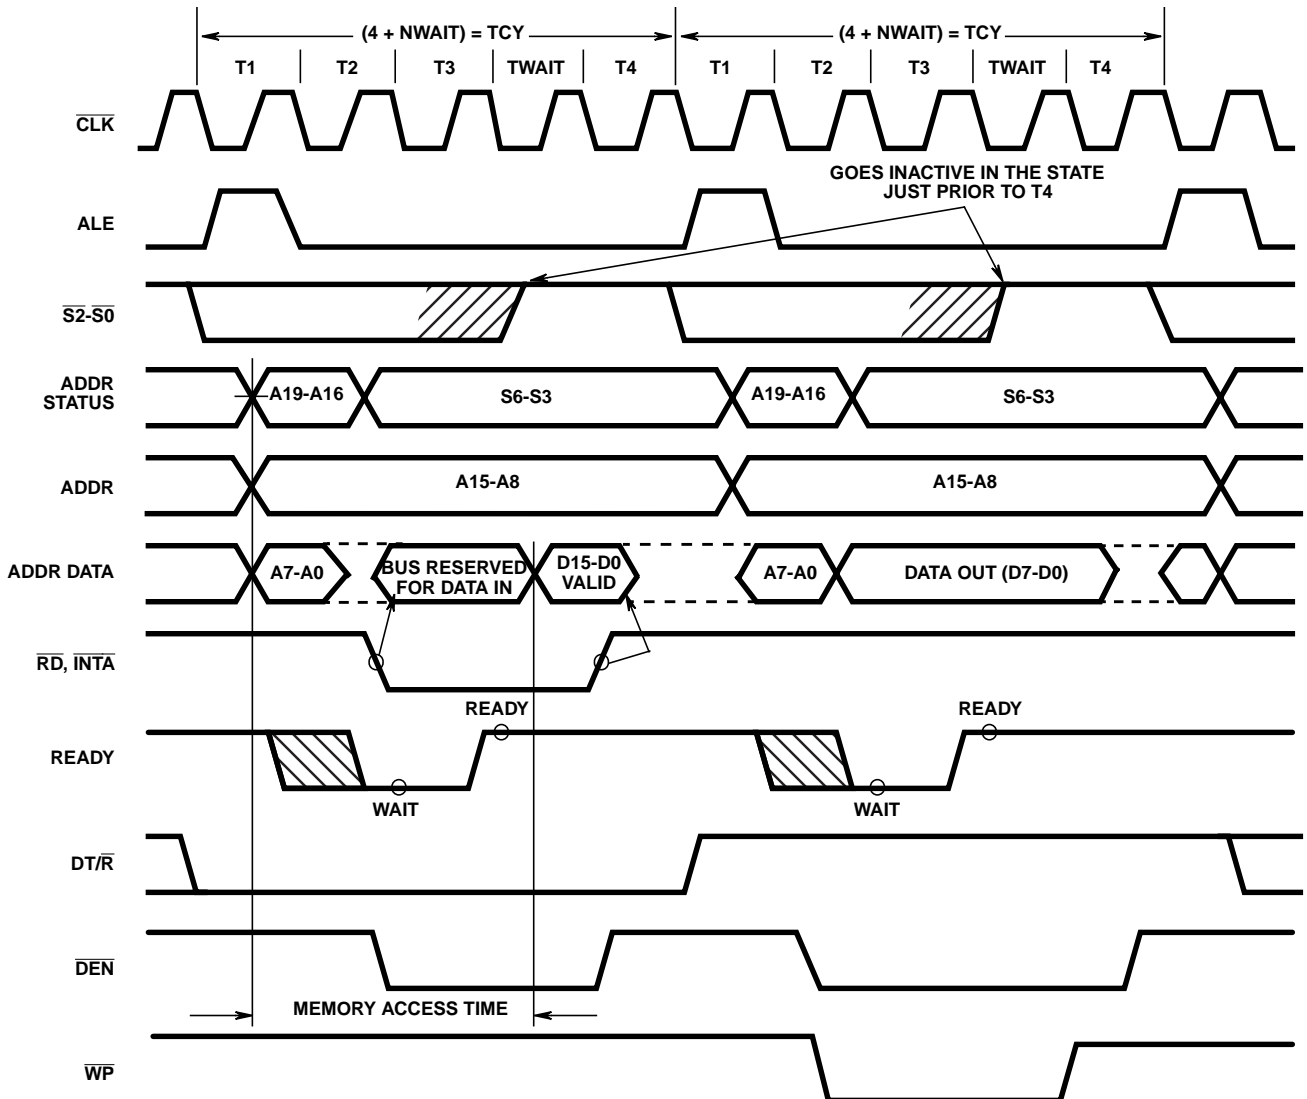 (4 + NWAIT) = TCY (4 + NWAIT) = TCY
T1 T2 T3 TWAIT T4 T1 T2 T3 TWAIT T4
CLK
GOES INACTIVE IN THE STATE
JUST PRIOR TO T4
ALE
S2-S0
ADDR
STATUS
A19-A16 S6-S3 A19-A16 S6-S3
ADDR A15-A8 A15-A8
ADDR DATA A7-A0 BUS RESERVED
FOR DATA IN
D15-D0
VALID
A7-A0 DATA OUT (D7-D0)
RD, INTA
READY READY
READY
WAIT WAIT
DT/R
DEN
MEMORY ACCESS TIME
WP